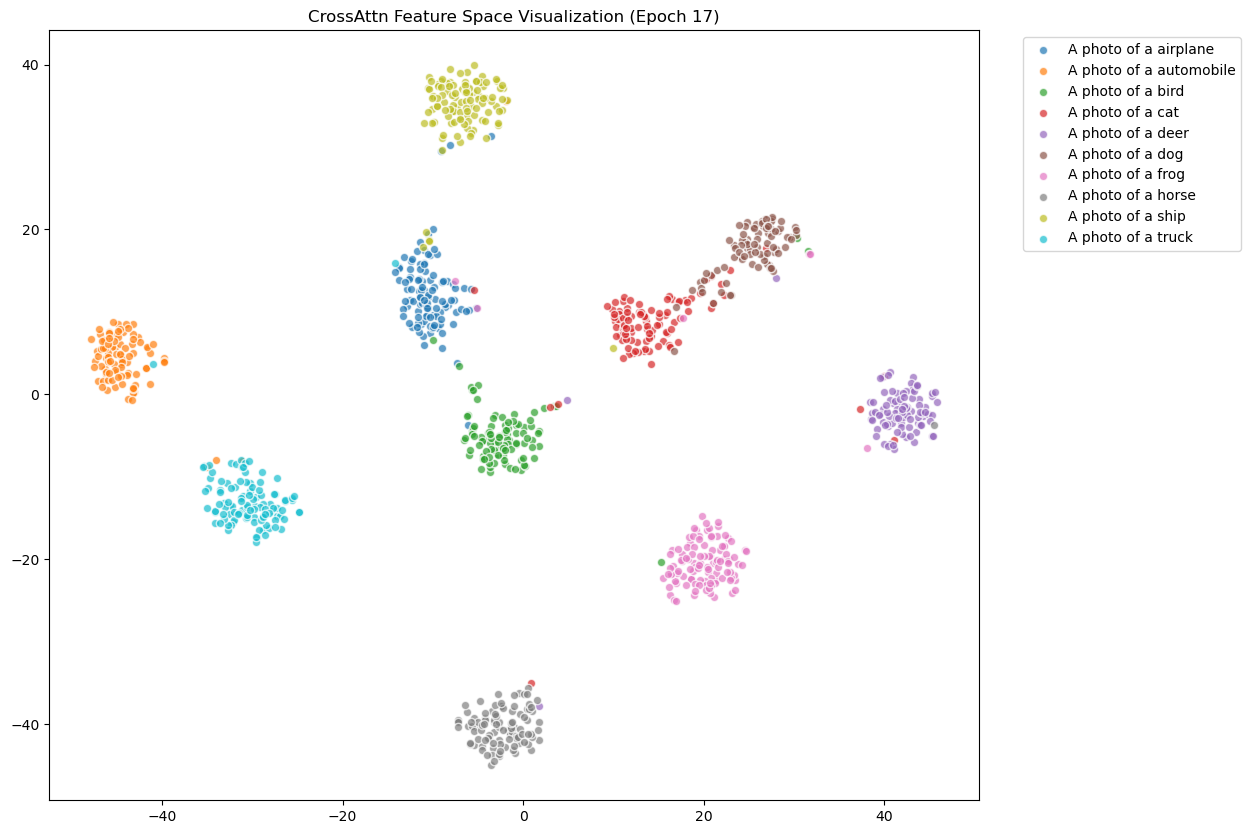 CrossAttn Feature Space Visualization (Epoch 17)
A photo of a airplane
A photo of a automobile
A photo of a bird
A photo of a cat
A photo of a deer
A photo of a dog
A photo of a frog
A photo of a horse
A photo of a ship
A photo of a truck
40
20
0
−20
−40
−40 −20 0 20 40